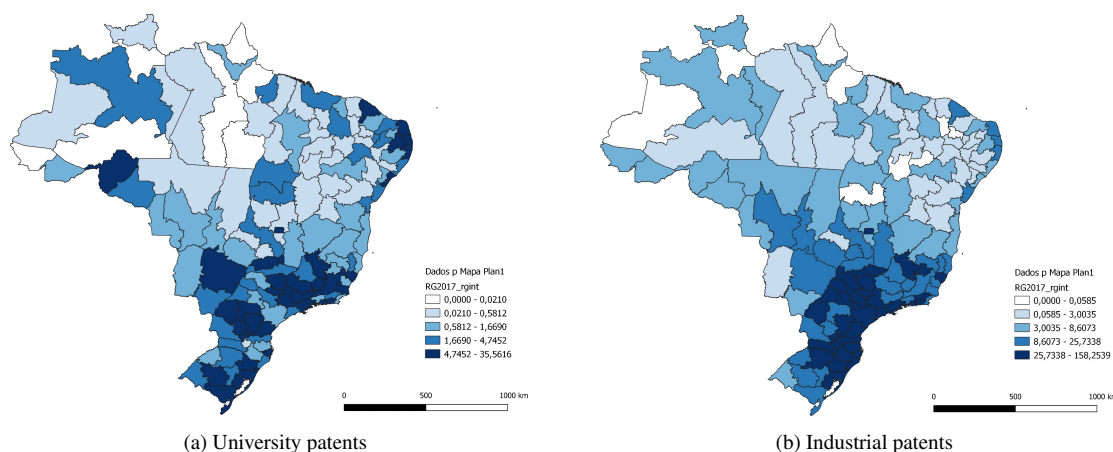 Dados p Mapa Plan1
RG2017_rgint
0,0000 - 0,0210
0,0210 - 0,5812
0,5812 - 1,6690
1,6690 - 4,7452
4,7452 - 35,5616
0 500 1000 km
(a) University patents
Dados p Mapa Plan1
RG2017_rgint
0,0000 - 0,0585
0,0585 - 3,0035
3,0035 - 8,6073
8,6073 - 25,7338
25,7338 - 158,2539
0 500 1000 km
(b) Industrial patents